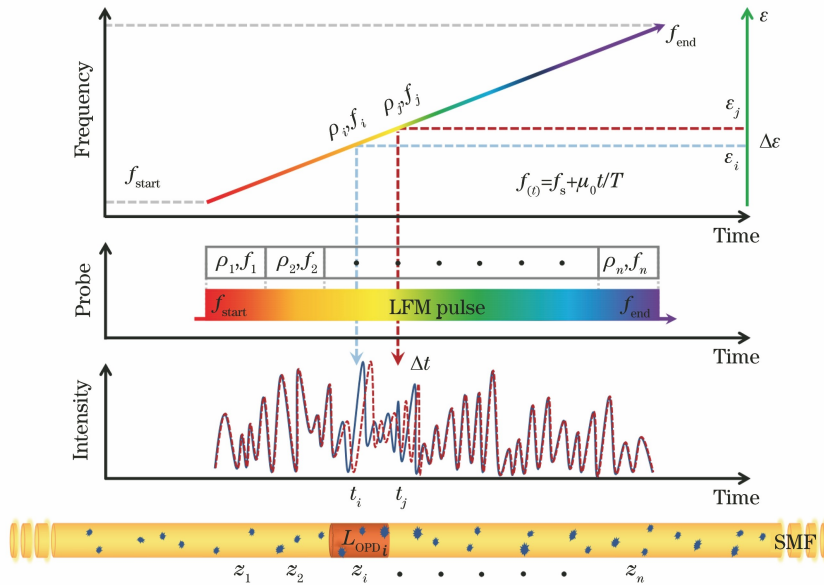 Frequency
f_start
ρ_i, f_i
ρ_j, f_j
f_end
ε
ε_j
Δε
ε_i
f_(t)=f_s+μ_0t/T
Time
Probe
ρ_1,f_1
ρ_2,f_2
ρ_n,f_n
f_start
LFM pulse
f_end
Time
Intensity
Δt
t_i
t_j
Time
L_OPD_i
SMF
z_1
z_2
z_i
z_n